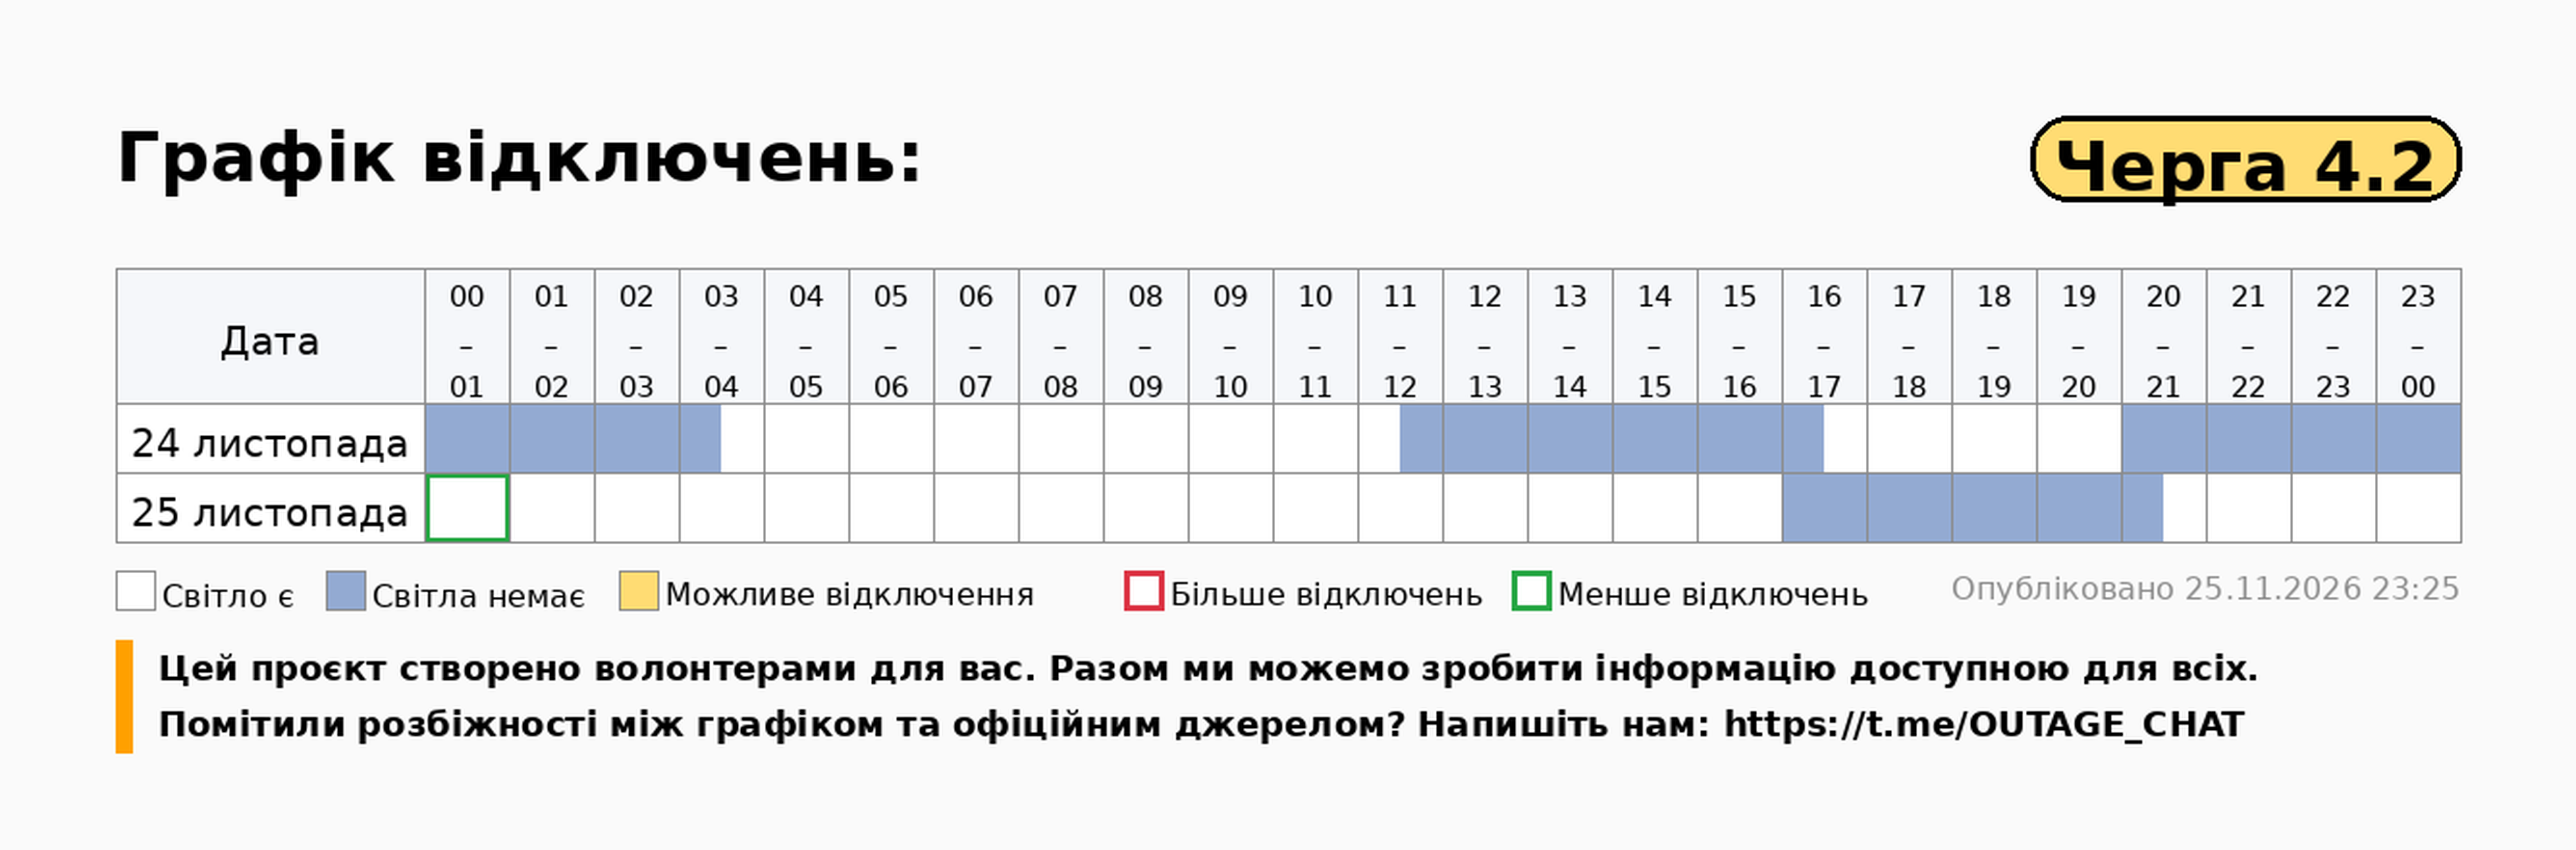 Графік відключень:
Черга 4.2
Дата
00 – 01
01 – 02
02 – 03
03 – 04
04 – 05
05 – 06
06 – 07
07 – 08
08 – 09
09 – 10
10 – 11
11 – 12
12 – 13
13 – 14
14 – 15
15 – 16
16 – 17
17 – 18
18 – 19
19 – 20
20 – 21
21 – 22
22 – 23
23 – 00
24 листопада
25 листопада
Світло є
Світла немає
Можливе відключення
Більше відключень
Менше відключень
Опубліковано 25.11.2026 23:25
Цей проєкт створено волонтерами для вас. Разом ми можемо зробити інформацію доступною для всіх.
Помітили розбіжності між графіком та офіційним джерелом? Напишіть нам: https://t.me/OUTAGE_CHAT